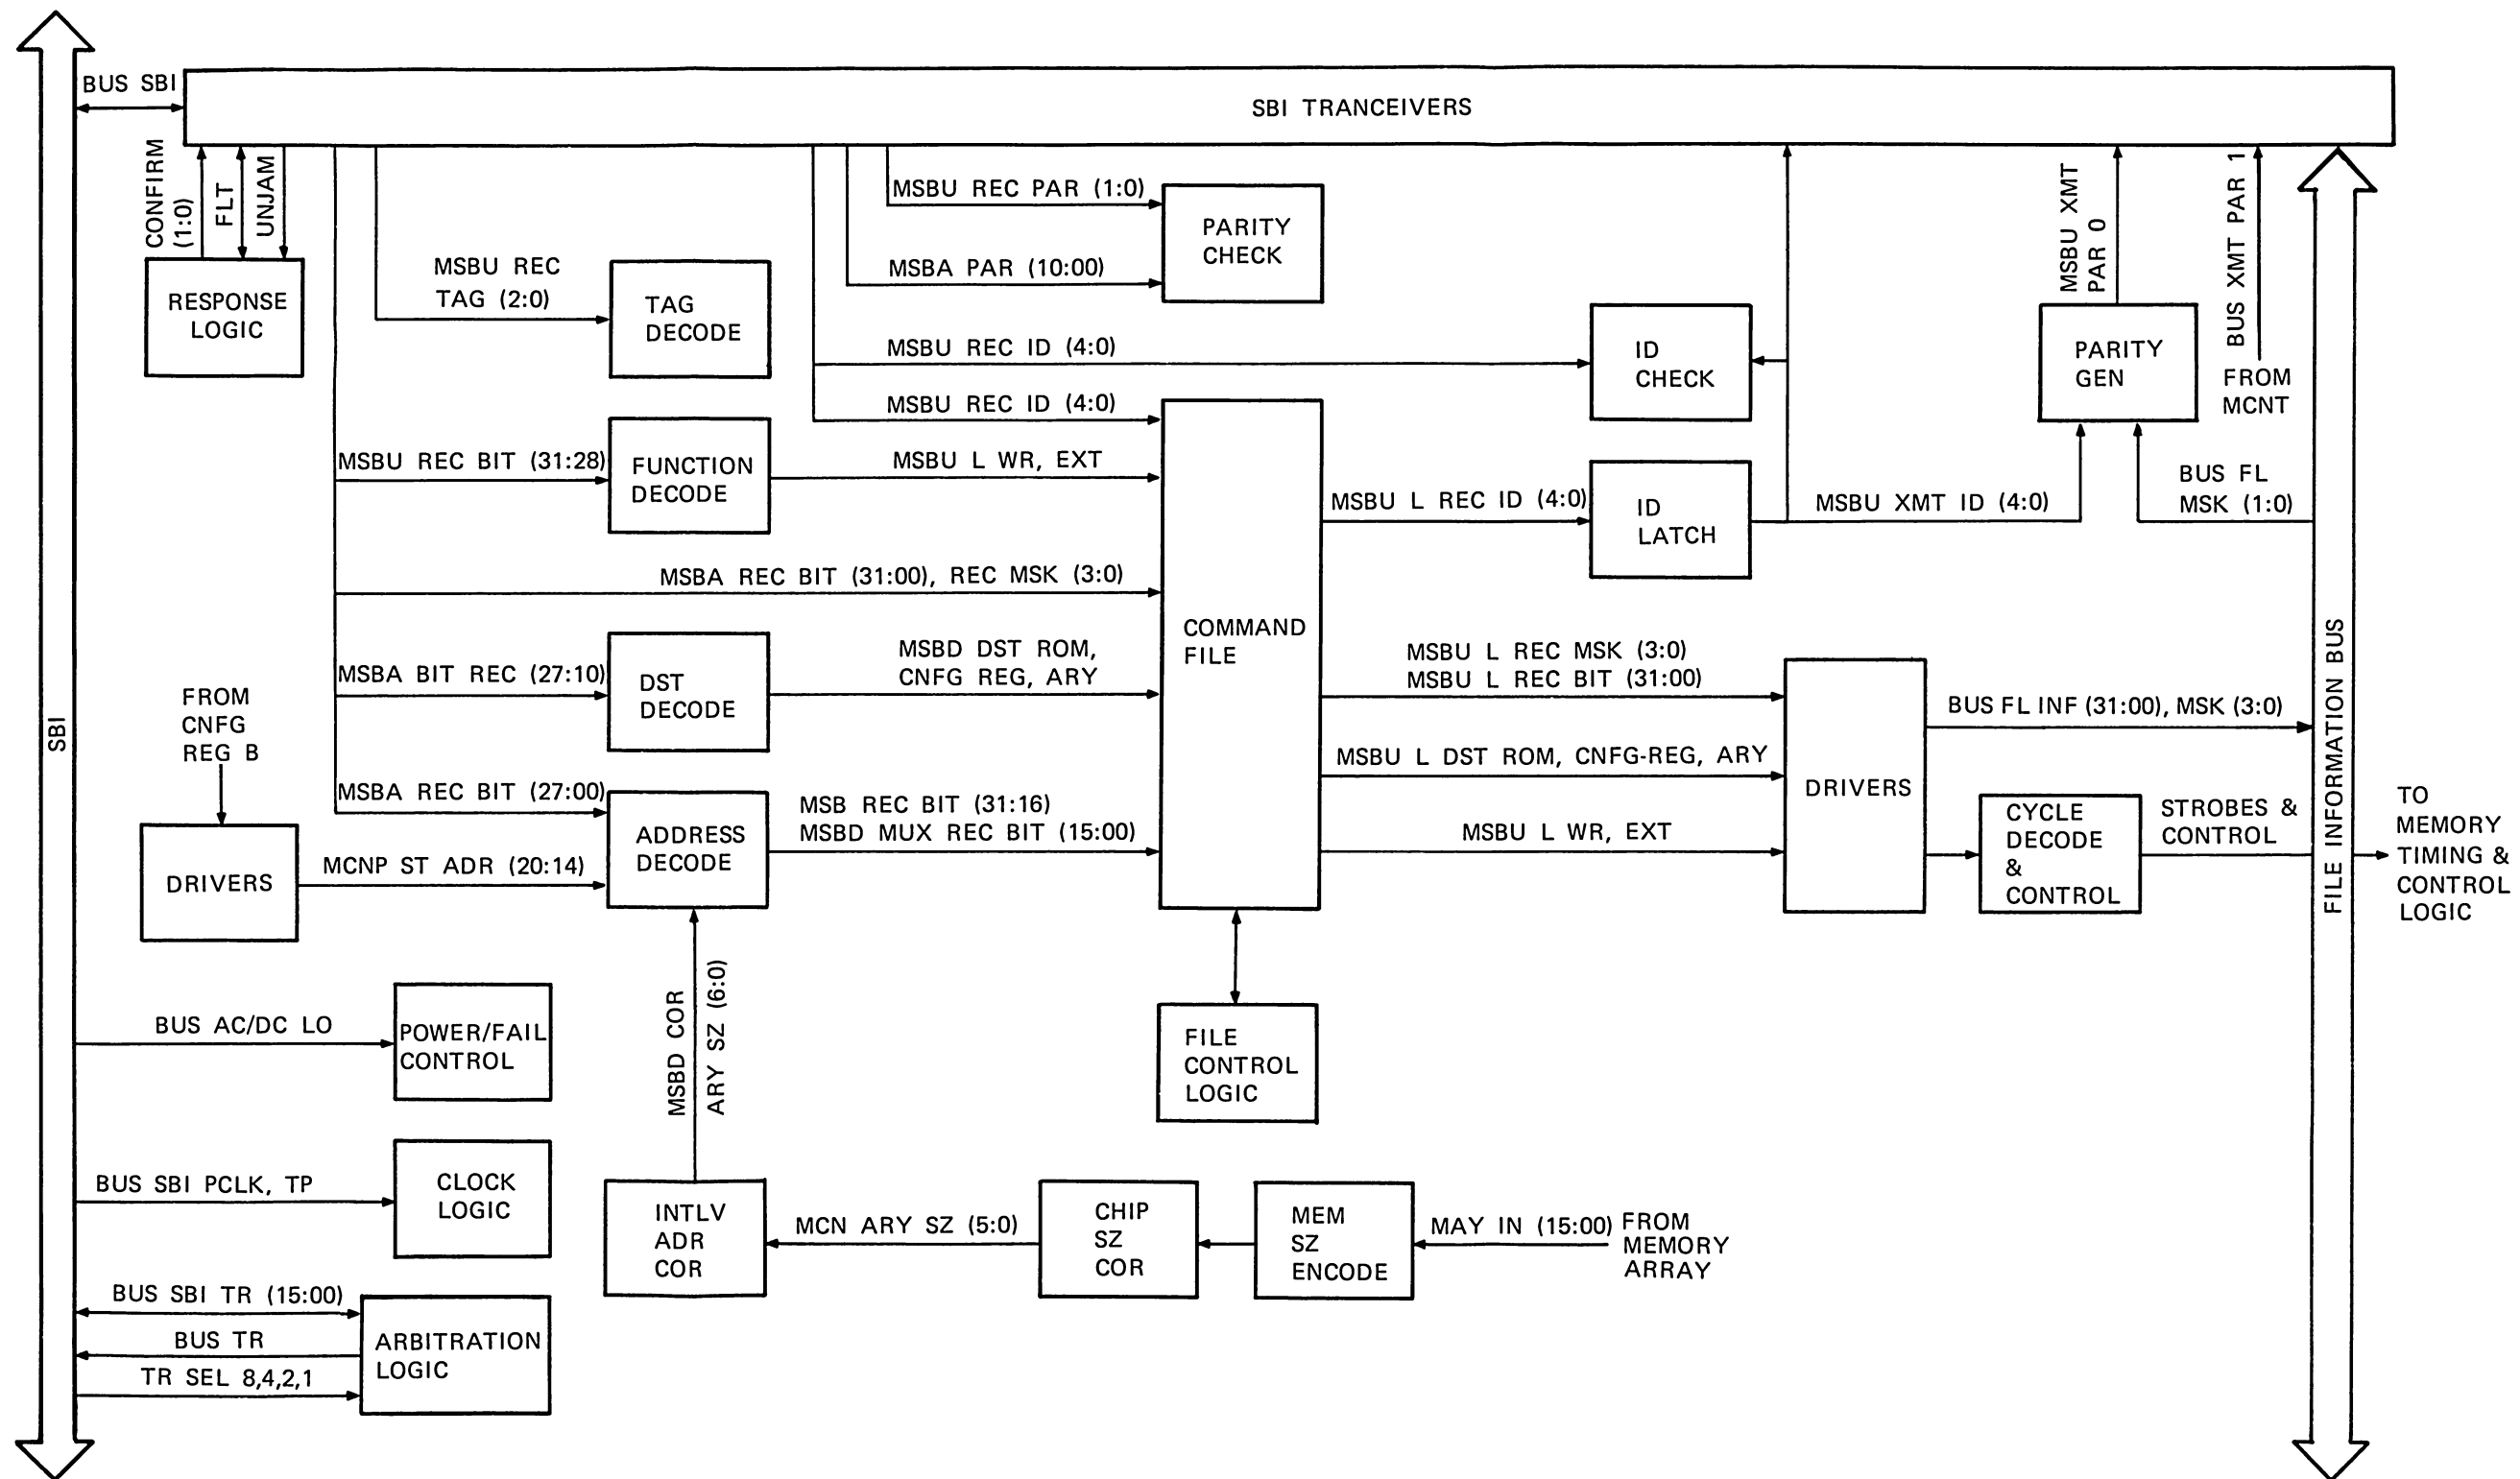 BUS SBI
SBI TRANCEIVERS
CONFIRM
(1:0)
FLT
UNJAM
RESPONSE
LOGIC
MSBU REC
TAG (2:0)
TAG
DECODE
MSBU REC PAR (1:0)
MSBA PAR (10:00)
PARITY
CHECK
MSBU REC ID (4:0)
ID
CHECK
MSBU XMT
PAR 0
BUS XMT PAR 1
FROM
MCNT
PARITY
GEN
MSBU REC ID (4:0)
MSBU REC BIT (31:28)
FUNCTION
DECODE
MSBU L WR, EXT
MSBU L REC ID (4:0)
ID
LATCH
MSBU XMT ID (4:0)
BUS FL
MSK (1:0)
MSBA REC BIT (31:00), REC MSK (3:0)
COMMAND
FILE
MSBA BIT REC (27:10)
DST
DECODE
MSBD DST ROM,
CNFG REG, ARY
MSBU L REC MSK (3:0)
MSBU L REC BIT (31:00)
BUS FL INF (31:00), MSK (3:0)
SBI
FROM
CNFG
REG B
MSBU L DST ROM, CNFG-REG, ARY
DRIVERS
FILE INFORMATION BUS
MSBA REC BIT (27:00)
ADDRESS
DECODE
MSB REC BIT (31:16)
MSBD MUX REC BIT (15:00)
MSBU L WR, EXT
CYCLE
DECODE
&
CONTROL
STROBES &
CONTROL
TO
MEMORY
TIMING &
CONTROL
LOGIC
DRIVERS
MCNP ST ADR (20:14)
MSBD COR
ARY SZ (6:0)
BUS AC/DC LO
POWER/FAIL
CONTROL
FILE
CONTROL
LOGIC
BUS SBI PCLK, TP
CLOCK
LOGIC
INTLV
ADR
COR
MCN ARY SZ (5:0)
CHIP
SZ
COR
MEM
SZ
ENCODE
MAY IN (15:00)
FROM
MEMORY
ARRAY
BUS SBI TR (15:00)
BUS TR
TR SEL 8,4,2,1
ARBITRATION
LOGIC